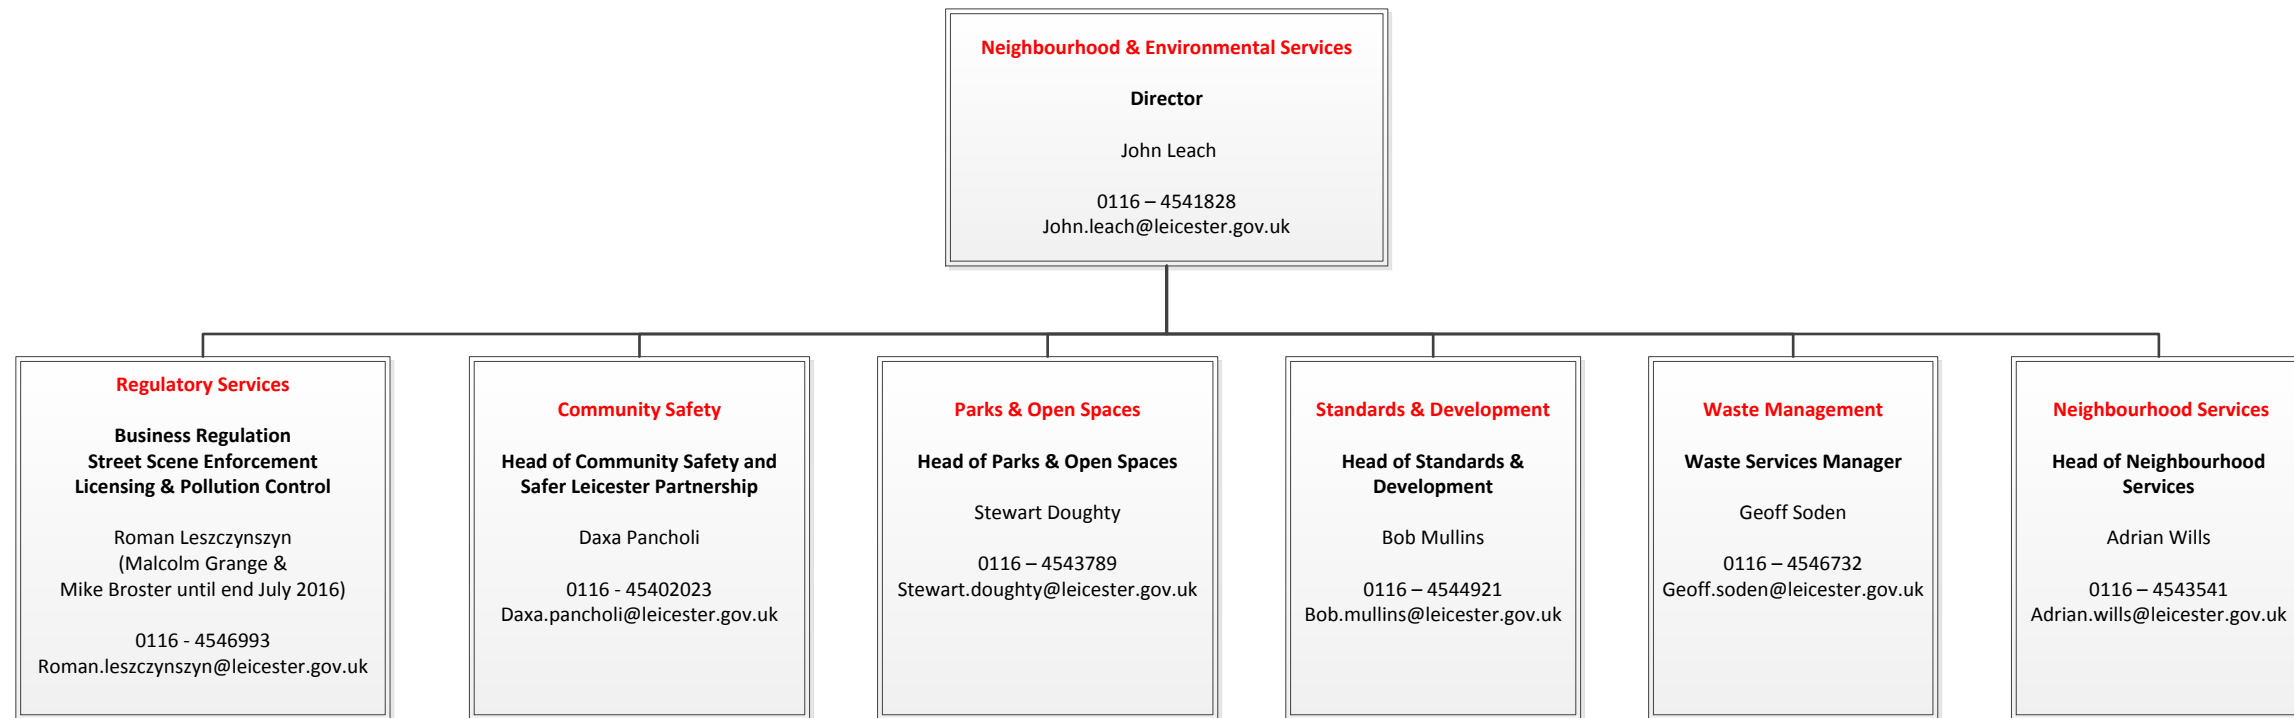 Neighbourhood & Environmental Services
Director
John Leach
0116 – 4541828
John.leach@leicester.gov.uk
Regulatory Services
Business Regulation
Street Scene Enforcement
Licensing & Pollution Control
Roman Leszczynszyn
(Malcolm Grange &
Mike Broster until end July 2016)
0116 - 4546993
Roman.leszczynszyn@leicester.gov.uk
Community Safety
Head of Community Safety and
Safer Leicester Partnership
Daxa Pancholi
0116 - 45402023
Daxa.pancholi@leicester.gov.uk
Parks & Open Spaces
Head of Parks & Open Spaces
Stewart Doughty
0116 – 4543789
Stewart.doughty@leicester.gov.uk
Standards & Development
Head of Standards &
Development
Bob Mullins
0116 – 4544921
Bob.mullins@leicester.gov.uk
Waste Management
Waste Services Manager
Geoff Soden
0116 – 4546732
Geoff.soden@leicester.gov.uk
Neighbourhood Services
Head of Neighbourhood
Services
Adrian Wills
0116 – 4543541
Adrian.wills@leicester.gov.uk